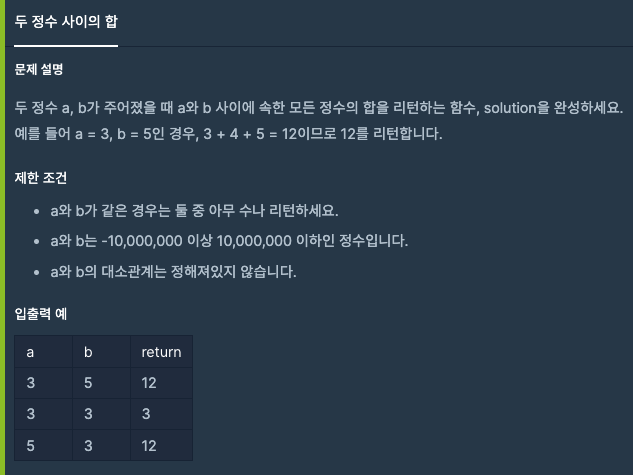 두 정수 사이의 합
문제 설명
두 정수 a, b가 주어졌을 때 a와 b 사이에 속한 모든 정수의 합을 리턴하는 함수, solution을 완성하세요.
예를 들어 a = 3, b = 5인 경우, 3 + 4 + 5 = 12이므로 12를 리턴합니다.
제한 조건
• a와 b가 같은 경우는 둘 중 아무 수나 리턴하세요.
• a와 b는 -10,000,000 이상 10,000,000 이하인 정수입니다.
• a와 b의 대소관계는 정해져있지 않습니다.
입출력 예
a b return
3 5 12
3 3 3
5 3 12